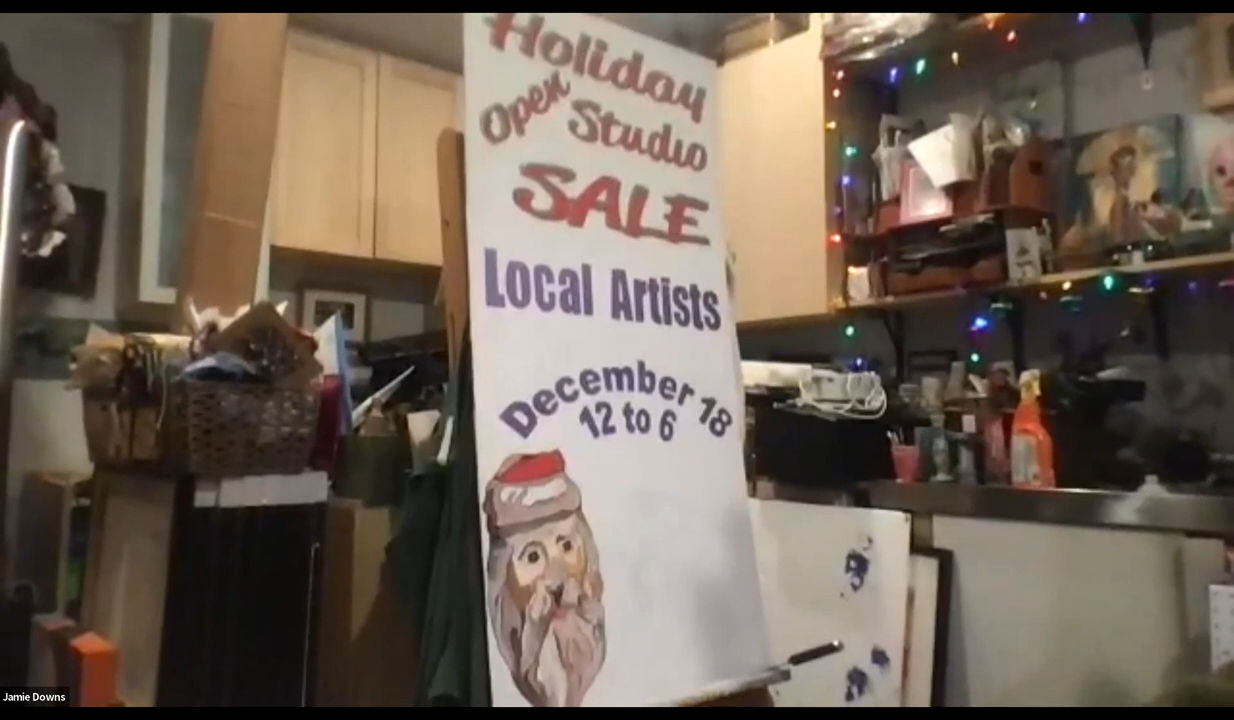 Holiday
Open Studio
SALE
Local Artists
December 18
12 to 6
Jamie Downs